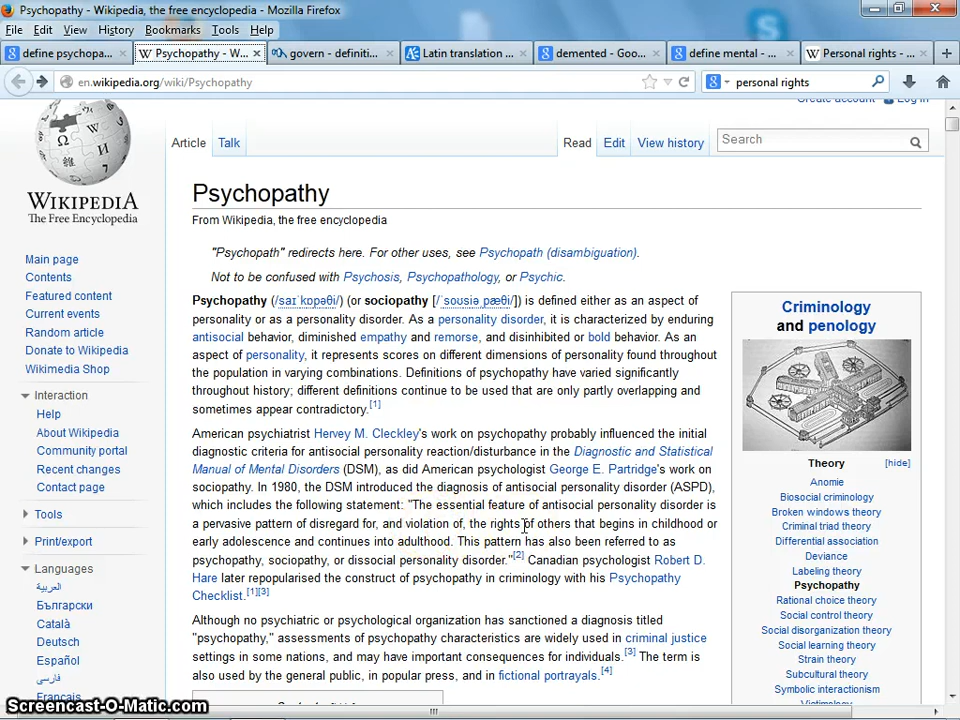 Psychopathy - Wikipedia, the free encyclopedia - Mozilla Firefox
File Edit View History Bookmarks Tools Help
define psychopa... × Psychopathy - W... × govern - definiti... × Latin translation ... × demented - Goo... × define mental - ... × Personal rights - ... × +
en.wikipedia.org/wiki/Psychopathy
personal rights
Create account Log in
Article Talk Read Edit View history Search
WIKIPEDIA
The Free Encyclopedia
Main page
Contents
Featured content
Current events
Random article
Donate to Wikipedia
Wikimedia Shop
Interaction
Help
About Wikipedia
Community portal
Recent changes
Contact page
Tools
Print/export
Languages
العربية
Български
Català
Deutsch
Español
فارسی
Français
Psychopathy
From Wikipedia, the free encyclopedia
"Psychopath" redirects here. For other uses, see Psychopath (disambiguation).
Not to be confused with Psychosis, Psychopathology, or Psychic.
Psychopathy (/saɪˈkɒpəθi/) (or sociopathy [/ˈsoʊsiəˌpæθi/]) is defined either as an aspect of
personality or as a personality disorder. As a personality disorder, it is characterized by enduring
antisocial behavior, diminished empathy and remorse, and disinhibited or bold behavior. As an
aspect of personality, it represents scores on different dimensions of personality found throughout
the population in varying combinations. Definitions of psychopathy have varied significantly
throughout history; different definitions continue to be used that are only partly overlapping and
sometimes appear contradictory.[1]
American psychiatrist Hervey M. Cleckley's work on psychopathy probably influenced the initial
diagnostic criteria for antisocial personality reaction/disturbance in the Diagnostic and Statistical
Manual of Mental Disorders (DSM), as did American psychologist George E. Partridge's work on
sociopathy. In 1980, the DSM introduced the diagnosis of antisocial personality disorder (ASPD),
which includes the following statement: "The essential feature of antisocial personality disorder is
a pervasive pattern of disregard for, and violation of, the rights of others that begins in childhood or
early adolescence and continues into adulthood. This pattern has also been referred to as
psychopathy, sociopathy, or dissocial personality disorder."[2] Canadian psychologist Robert D.
Hare later repopularised the construct of psychopathy in criminology with his Psychopathy
Checklist.[1][3]
Although no psychiatric or psychological organization has sanctioned a diagnosis titled
"psychopathy," assessments of psychopathy characteristics are widely used in criminal justice
settings in some nations, and may have important consequences for individuals.[3] The term is
also used by the general public, in popular press, and in fictional portrayals.[4]
Criminology
and penology
Theory [hide]
Anomie
Biosocial criminology
Broken windows theory
Criminal triad theory
Differential association
Deviance
Labeling theory
Psychopathy
Rational choice theory
Social control theory
Social disorganization theory
Social learning theory
Strain theory
Subcultural theory
Symbolic interactionism
Victimology
Screencast-O-Matic.com